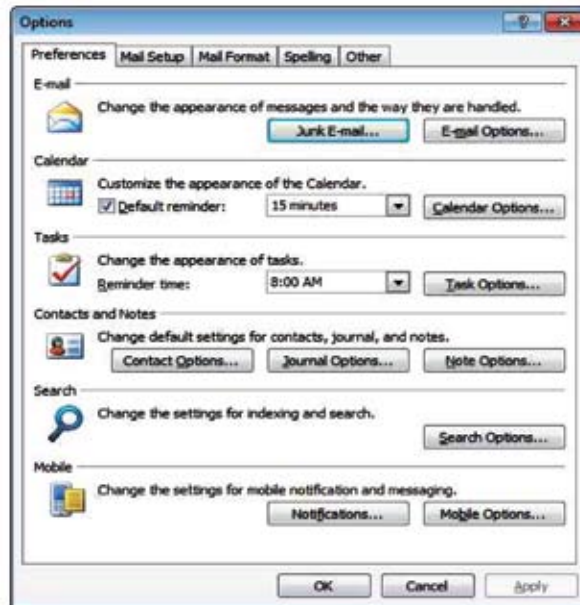 Options
Preferences Mail Setup Mail Format Spelling Other
E-mail
Change the appearance of messages and the way they are handled.
Junk E-mail... E-mail Options...
Calendar
Customize the appearance of the Calendar.
Default reminder: 15 minutes Calendar Options...
Tasks
Change the appearance of tasks.
Reminder time: 8:00 AM Task Options...
Contacts and Notes
Change default settings for contacts, journal, and notes.
Contact Options... Journal Options... Note Options...
Search
Change the settings for indexing and search.
Search Options...
Mobile
Change the settings for mobile notification and messaging.
Notifications... Mobile Options...
OK Cancel Apply